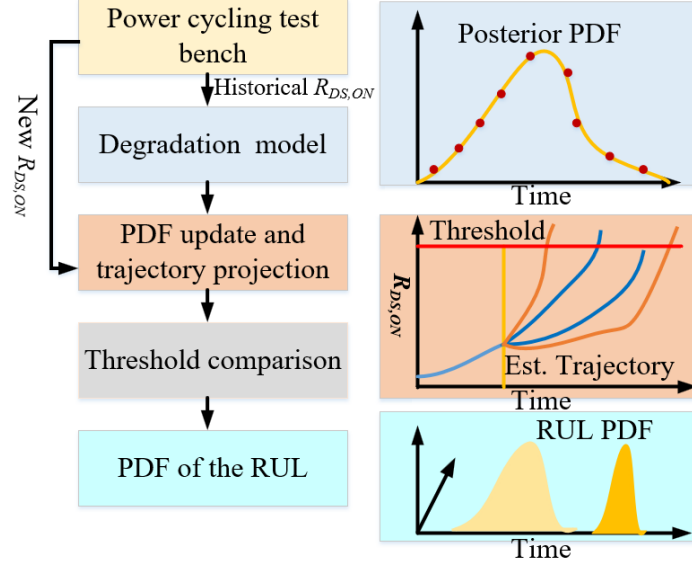 Power cycling test
bench
Historical R_DS,ON
New R_DS,ON
Degradation model
PDF update and
trajectory projection
Threshold comparison
PDF of the RUL
Posterior PDF
Time
Threshold
R_DS,ON
Est. Trajectory
Time
RUL PDF
Time